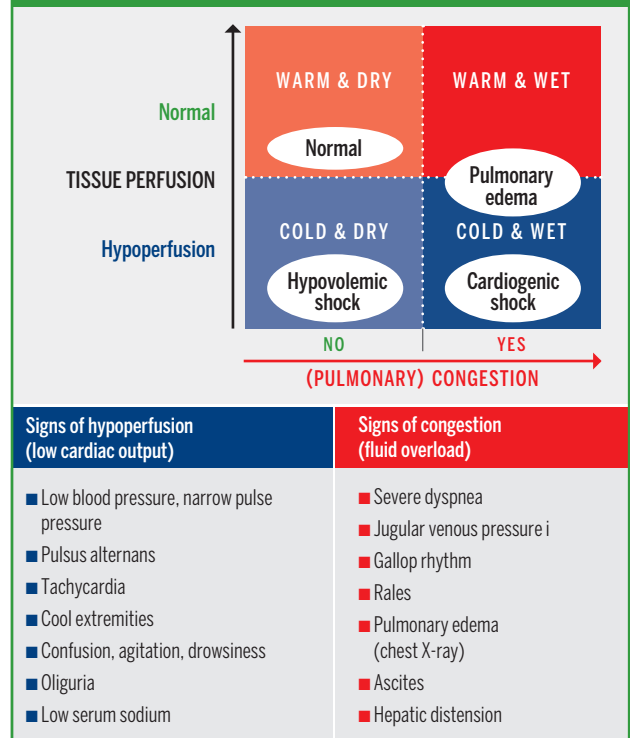 WARM & DRY
WARM & WET
Normal
Normal
TISSUE PERFUSION
Pulmonary
edema
Hypoperfusion
COLD & DRY
COLD & WET
Hypovolemic
shock
Cardiogenic
shock
NO
YES
(PULMONARY) CONGESTION
Signs of hypoperfusion
(low cardiac output)
■ Low blood pressure, narrow pulse
pressure
■ Pulsus alternans
■ Tachycardia
■ Cool extremities
■ Confusion, agitation, drowsiness
■ Oliguria
■ Low serum sodium
Signs of congestion
(fluid overload)
■ Severe dyspnea
■ Jugular venous pressure i
■ Gallop rhythm
■ Rales
■ Pulmonary edema
(chest X-ray)
■ Ascites
■ Hepatic distension